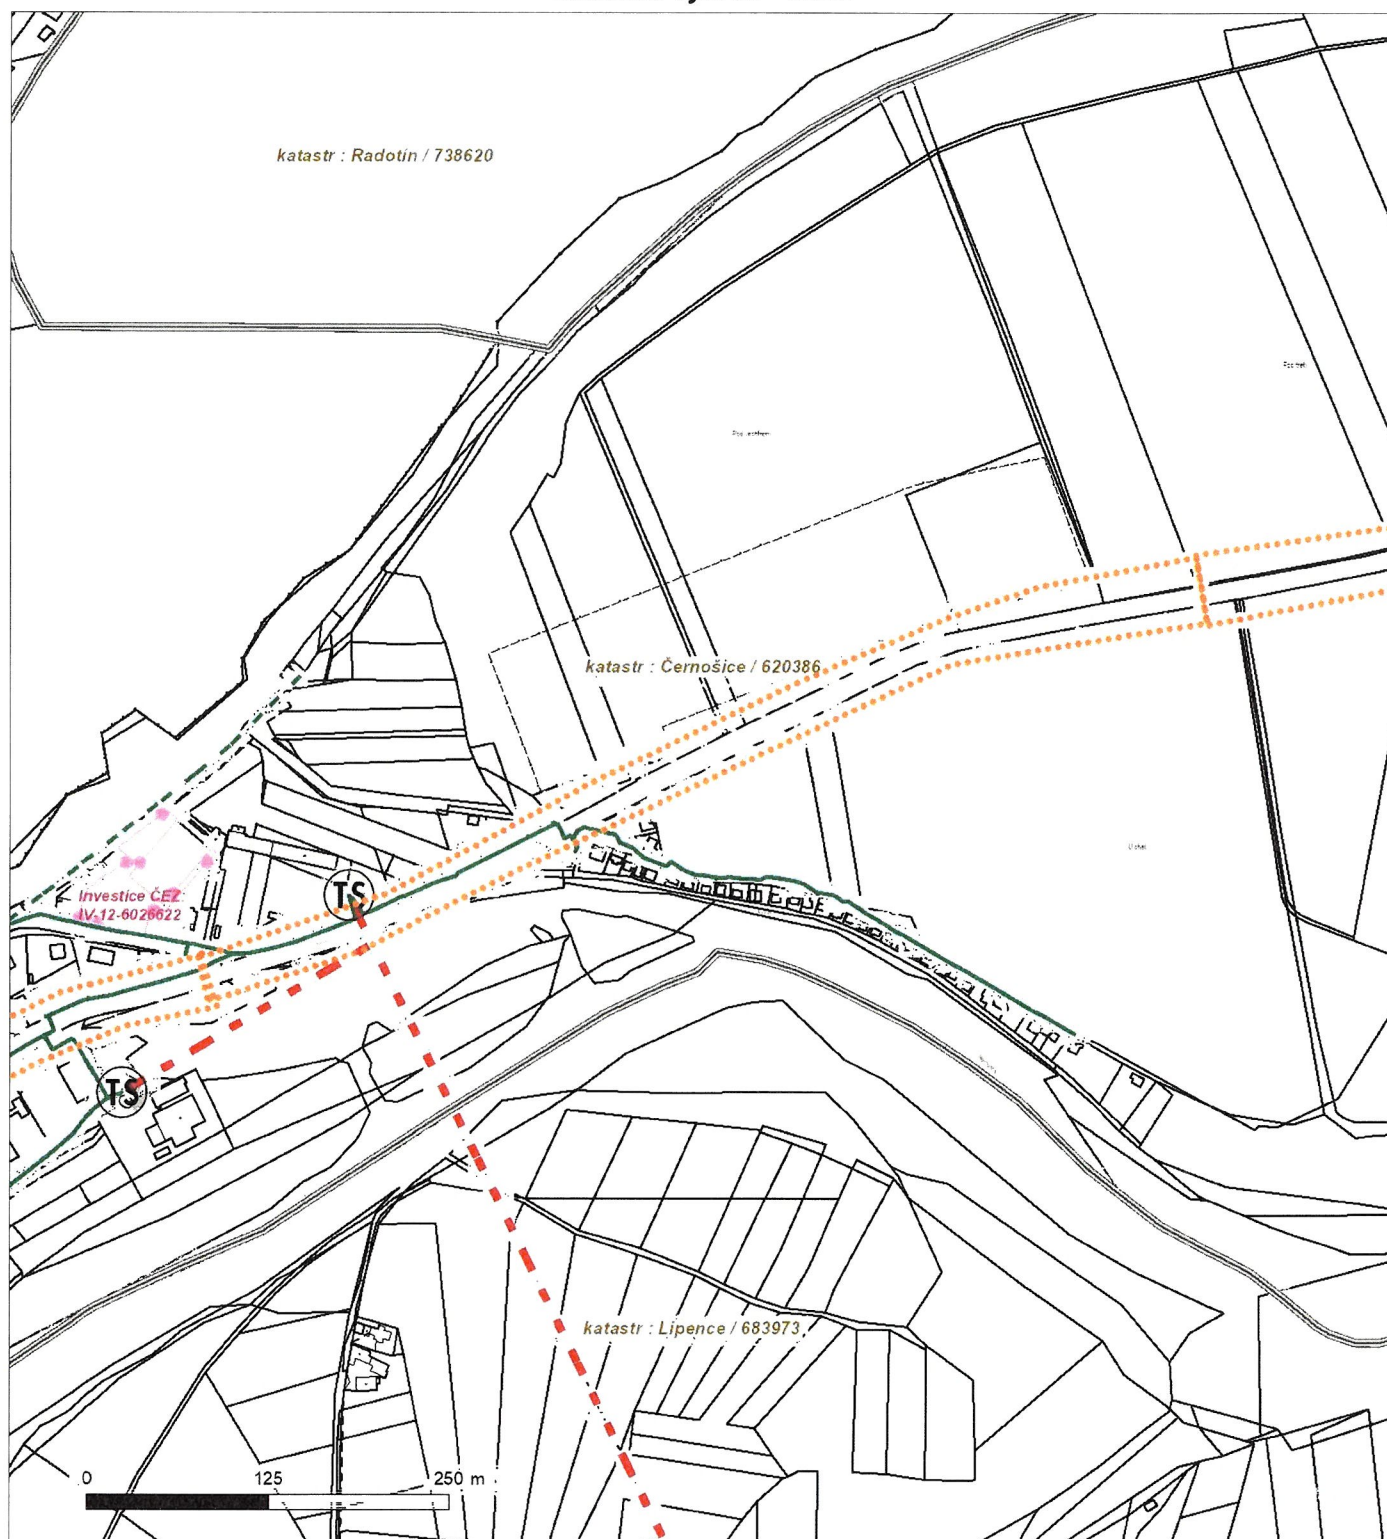 katastr : Radotín / 738620
katastr : Černošice / 620386
TS
Investice ČEZ
IV-12-6026622
TS
katastr : Lipence / 683973
0 125 250 m